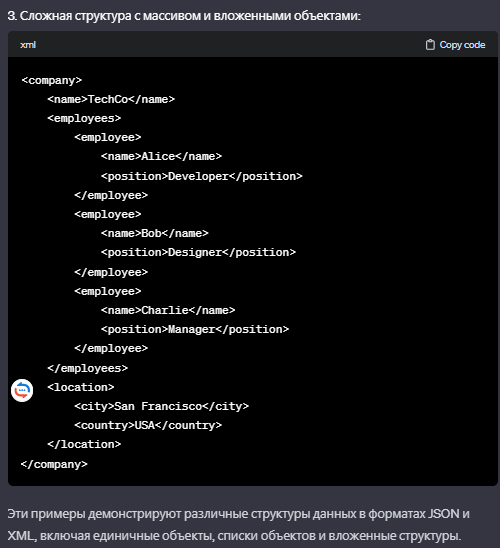 3. Сложная структура с массивом и вложенными объектами:
xml
Copy code
<company>
    <name>TechCo</name>
    <employees>
        <employee>
            <name>Alice</name>
            <position>Developer</position>
        </employee>
        <employee>
            <name>Bob</name>
            <position>Designer</position>
        </employee>
        <employee>
            <name>Charlie</name>
            <position>Manager</position>
        </employee>
    </employees>
    <location>
        <city>San Francisco</city>
        <country>USA</country>
    </location>
</company>
Эти примеры демонстрируют различные структуры данных в форматах JSON и
XML, включая единичные объекты, списки объектов и вложенные структуры.